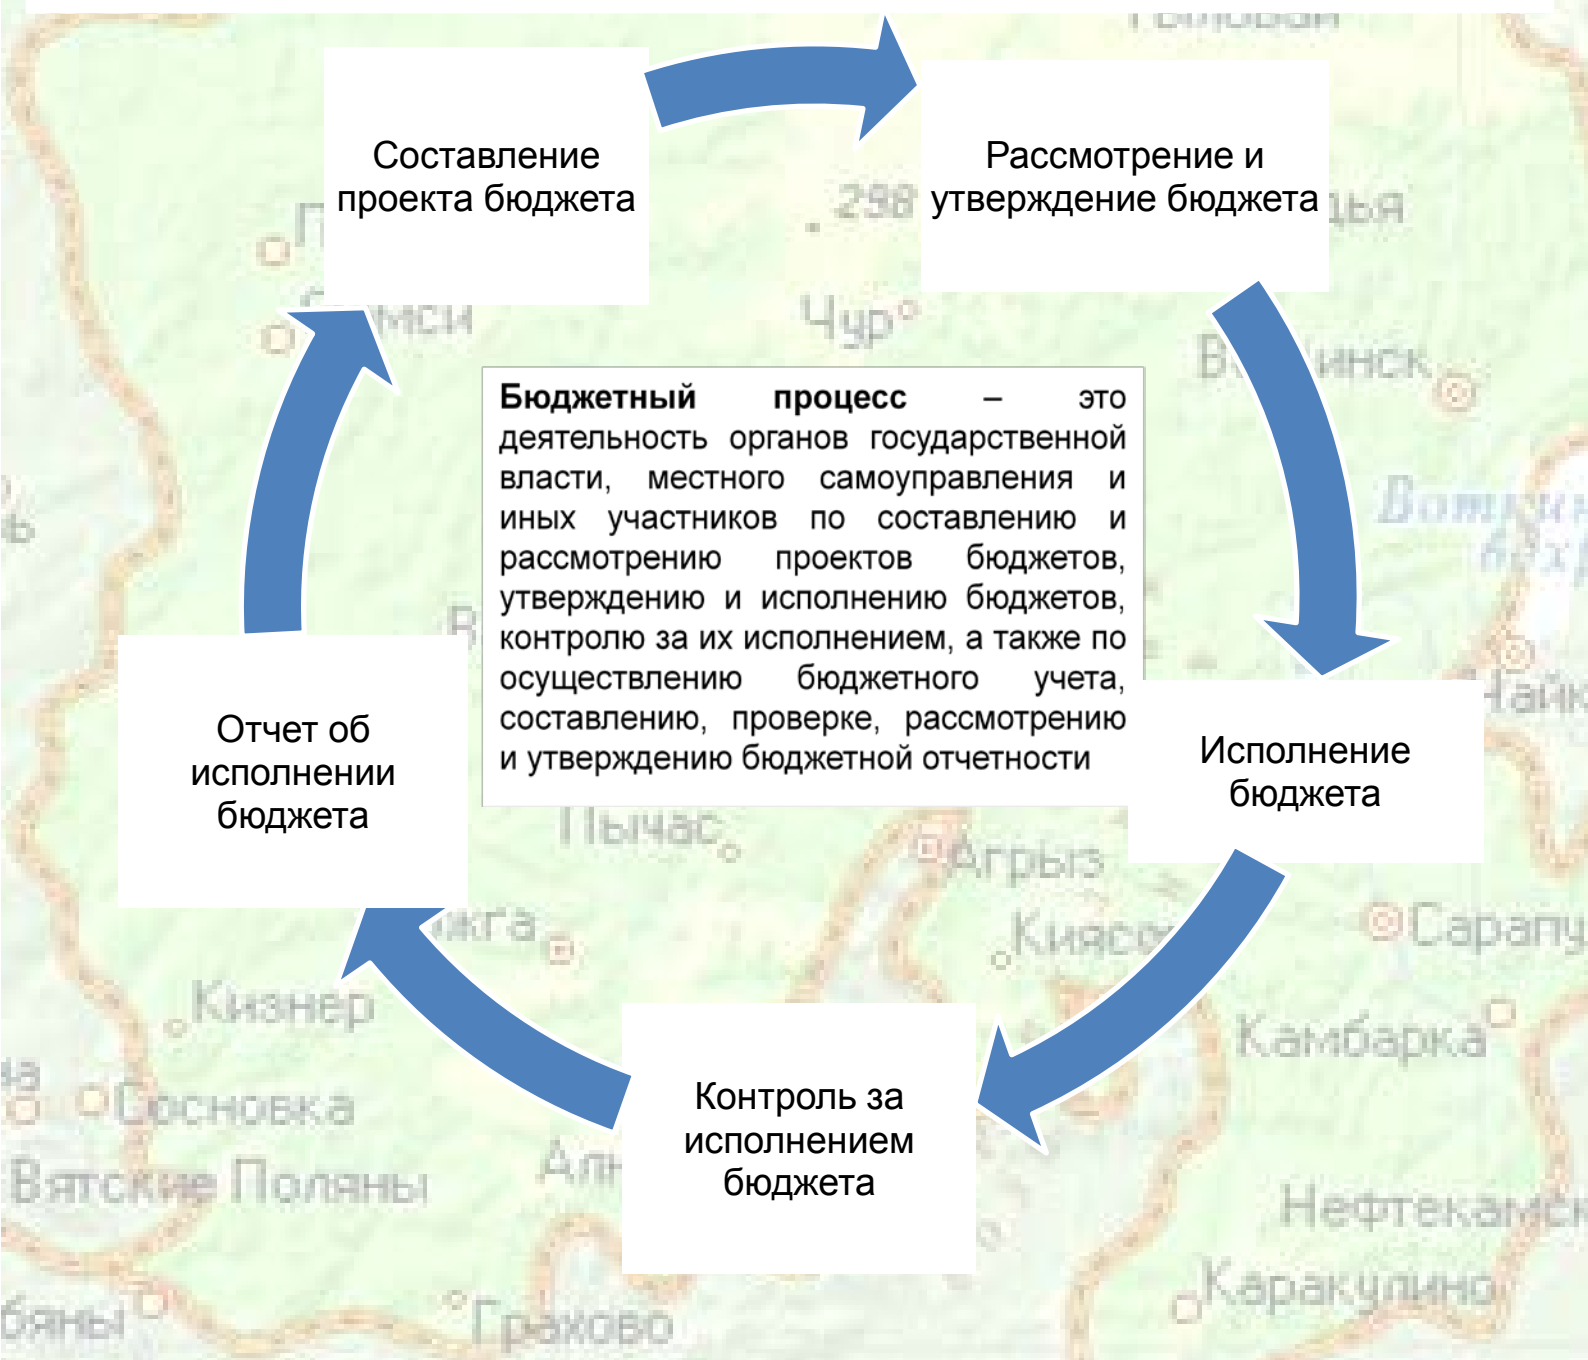 Составление
проекта бюджета
Рассмотрение и
утверждение бюджета
298
Чур
Бюджетный процесс – это
деятельность органов государственной
власти, местного самоуправления и
иных участников по составлению и
рассмотрению проектов бюджетов,
утверждению и исполнению бюджетов,
контролю за их исполнением, а также по
осуществлению бюджетного учета,
составлению, проверке, рассмотрению
и утверждению бюджетной отчетности
Отчет об
исполнении
бюджета
Исполнение
бюджета
Пычас
Агрыз
Кизнер
Камбарка
Сосновка
Контроль за
исполнением
бюджета
Вятские Поляны
Нефтекамск
Каракулино
Грахово